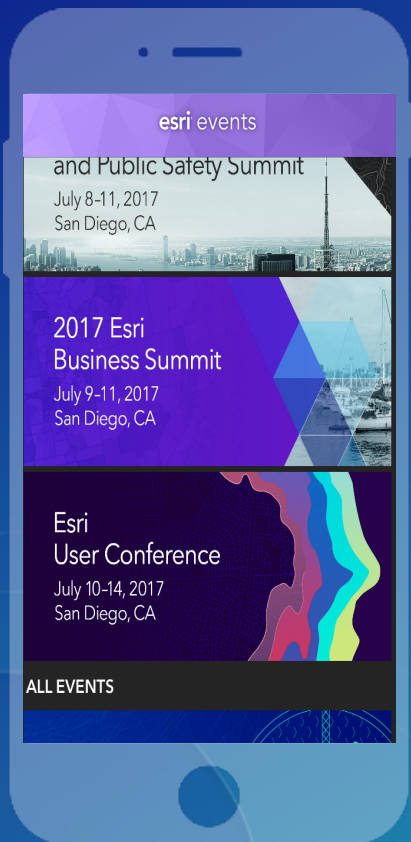 esri events
and Public Safety Summit
July 8-11, 2017
San Diego, CA
2017 Esri
Business Summit
July 9-11, 2017
San Diego, CA
Esri
User Conference
July 10-14, 2017
San Diego, CA
ALL EVENTS